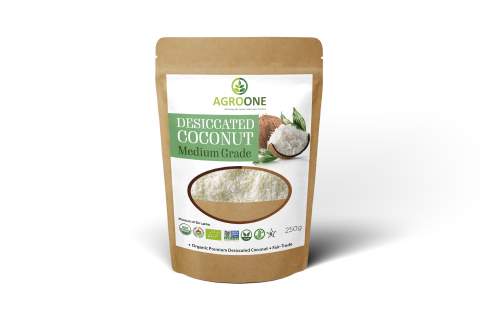 AGROONE
DESICCATED
COCONUT
Medium Grade
Product of Sri Lanka
250g
• Organic Premium Desiccated Coconut • Fair-Trade